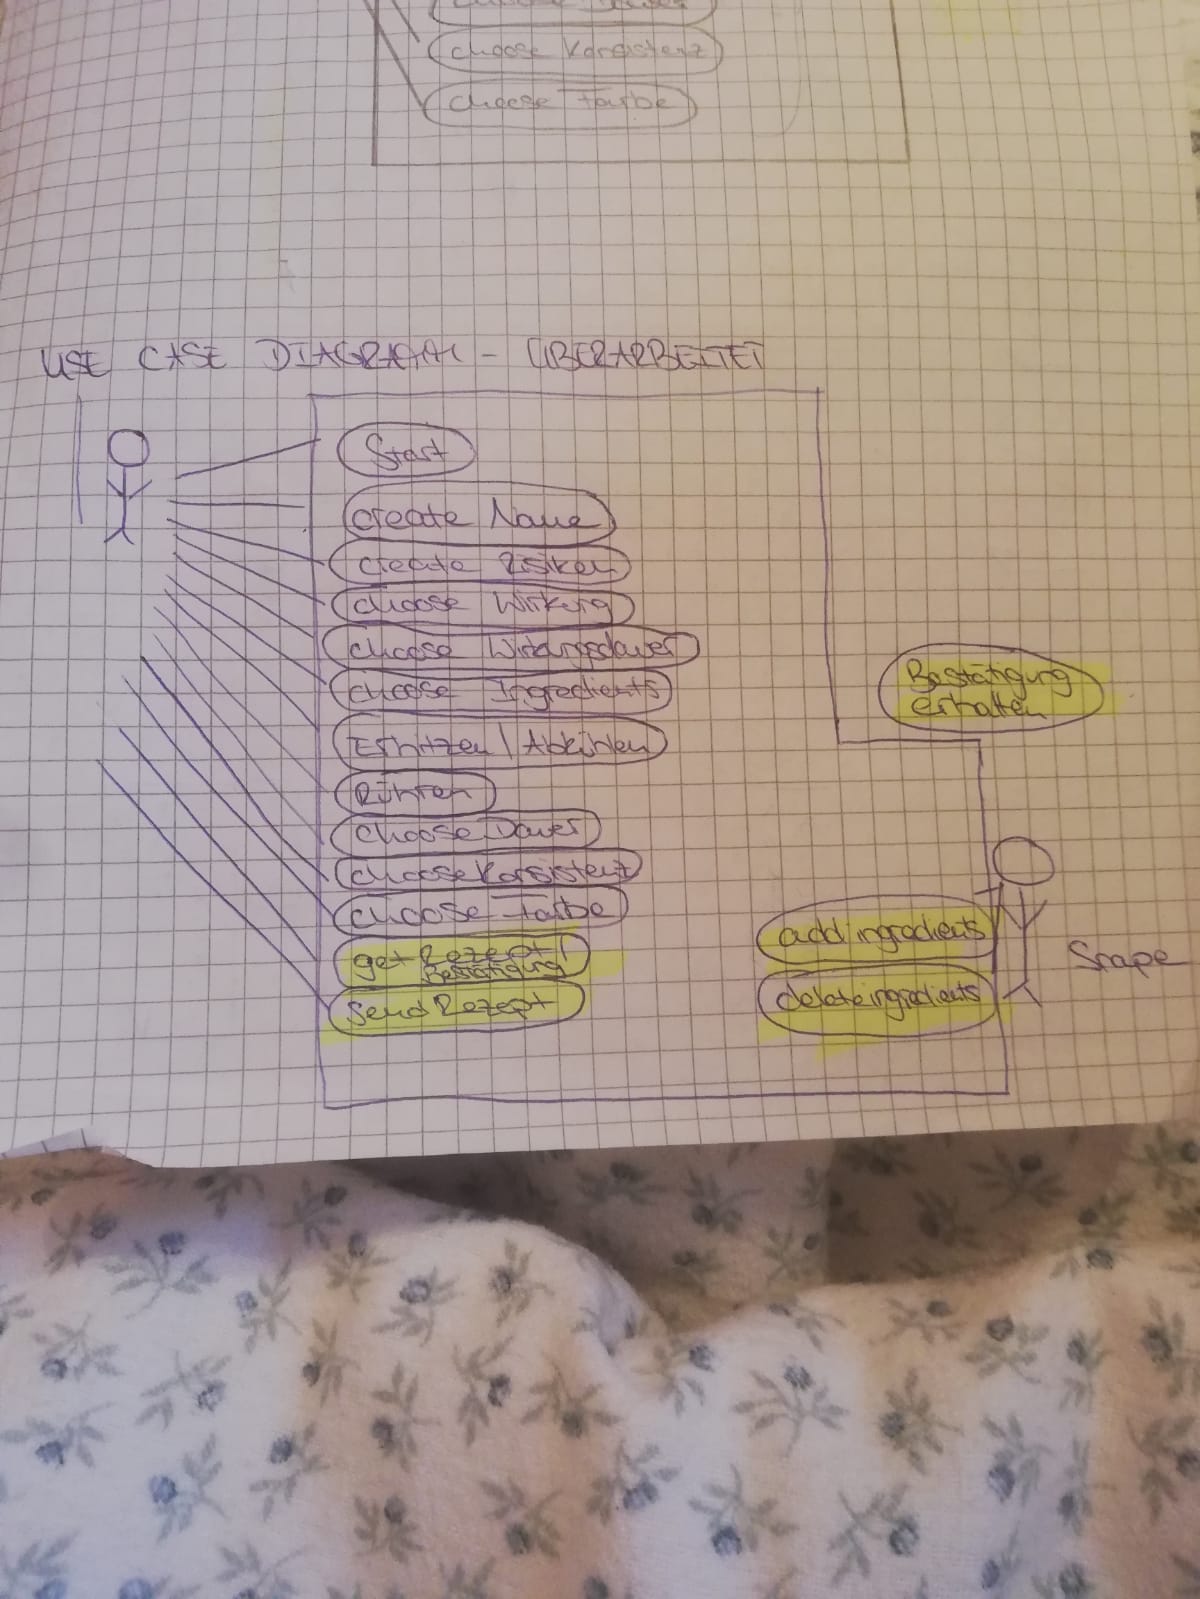 choose Konsistenz
choose Farbe
USE CASE DIAGRAM - ÜBERARBEITET
Start
create Name
create Risiken
choose Wirkung
choose Wirkungsdauer
choose Ingredients
Erhitzen / Abkühlen
Rühren
choose Dauer
choose Konsistenz
choose Farbe
get Rezept /
Bestätigung
send Rezept
Bestätigung
erhalten
add ingredients
delete ingredients
Snape